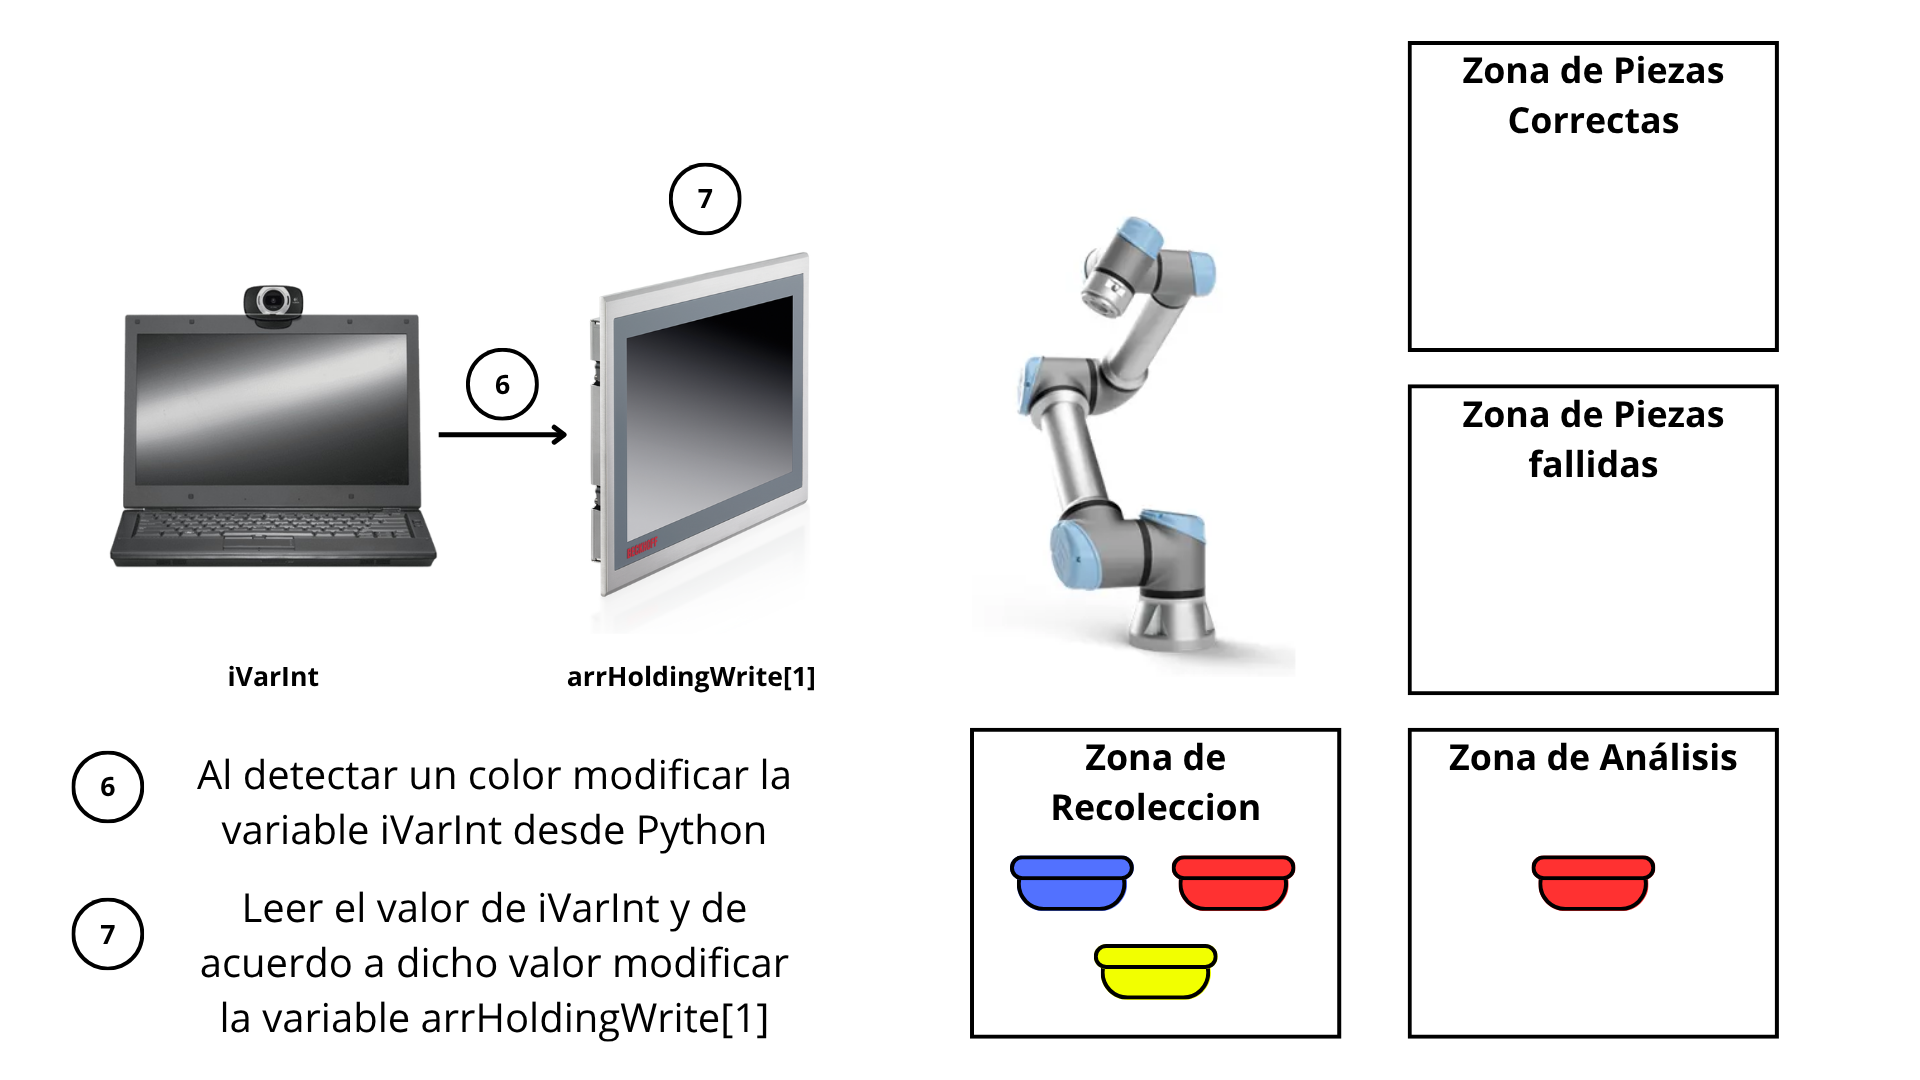 Zona de Piezas
Correctas
7
6
BECKHOFF
Zona de Piezas
fallidas
iVarInt
arrHoldingWrite[1]
6
Al detectar un color modificar la
variable iVarInt desde Python
7
Leer el valor de iVarInt y de
acuerdo a dicho valor modificar
la variable arrHoldingWrite[1]
Zona de
Recoleccion
Zona de Análisis